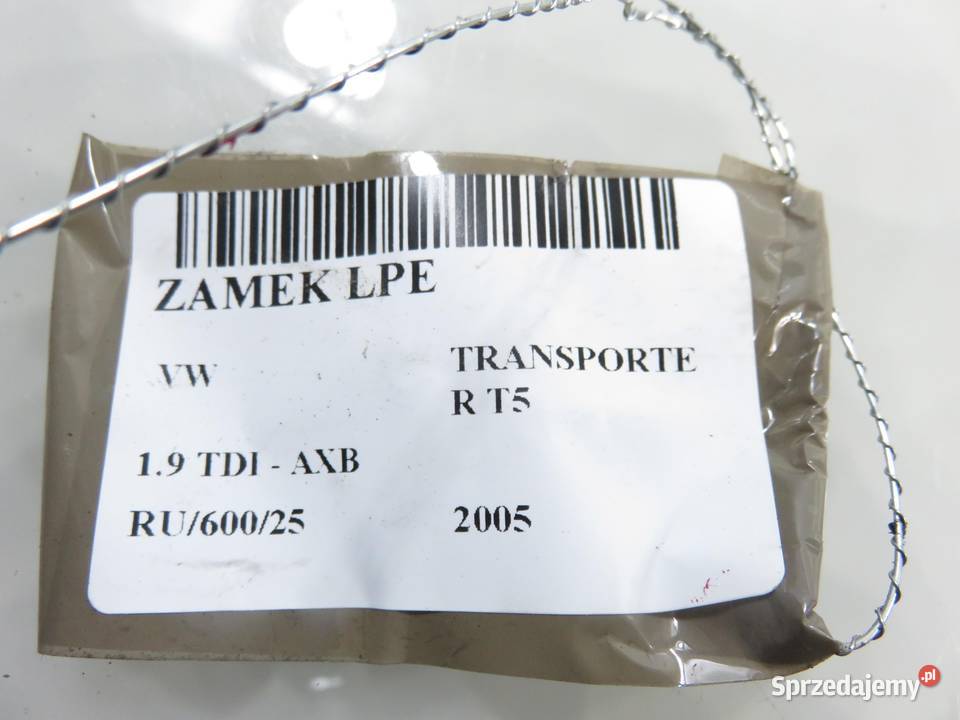 ZAMEK LPE
VW
TRANSPORTE
R T5
1.9 TDI - AXB
RU/600/25
2005
Sprzedajemy.pl